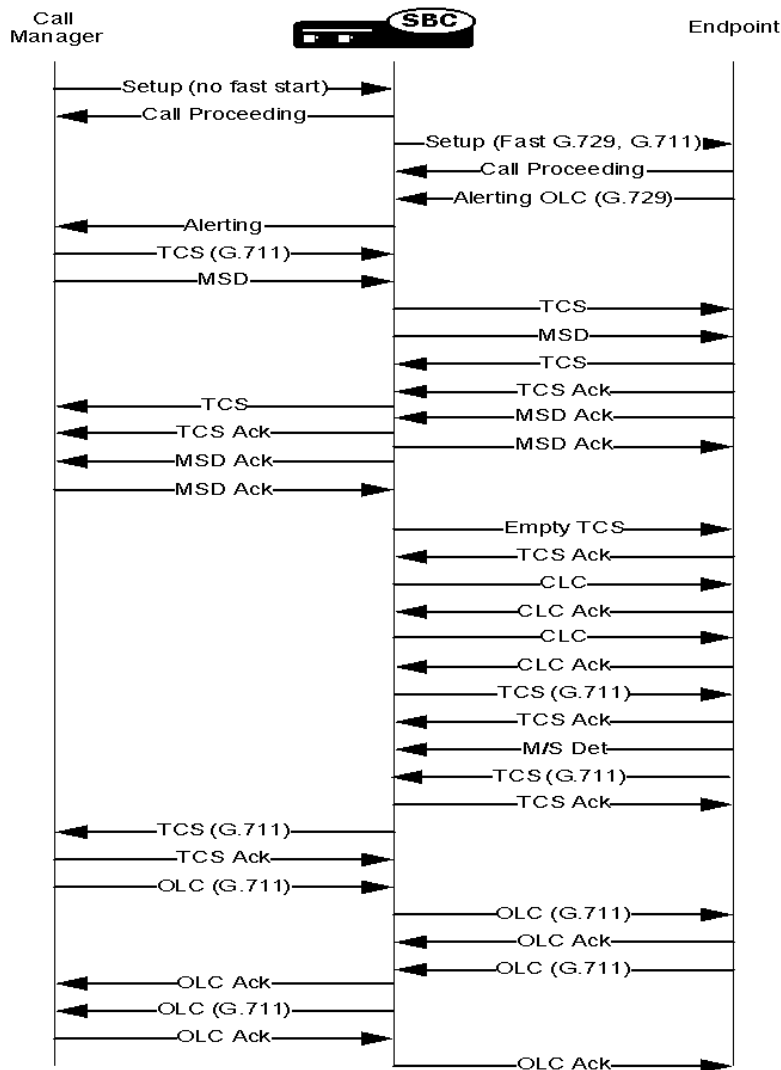 Call
Manager
SBC
Endpoint
Setup (no fast start)
Call Proceeding
Setup (Fast G.729, G.711)
Call Proceeding
Alerting OLC (G.729)
Alerting
TCS (G.711)
MSD
TCS
MSD
TCS
TCS Ack
TCS
MSD Ack
TCS Ack
MSD Ack
MSD Ack
MSD Ack
Empty TCS
TCS Ack
CLC
CLC Ack
CLC
CLC Ack
TCS (G.711)
TCS Ack
M/S Det
TCS (G.711)
TCS Ack
TCS (G.711)
TCS Ack
OLC (G.711)
OLC (G.711)
OLC Ack
OLC (G.711)
OLC Ack
OLC (G.711)
OLC Ack
OLC Ack